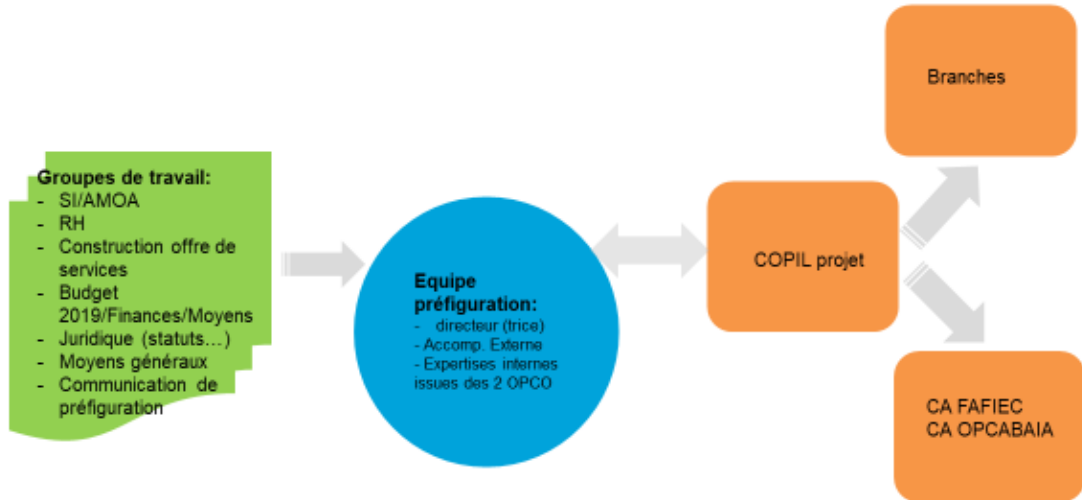 Groupes de travail:
- SI/AMOA
- RH
- Construction offre de
services
- Budget
2019/Finances/Moyens
- Juridique (statuts…)
- Moyens généraux
- Communication de
préfiguration
Equipe
préfiguration:
- directeur (trice)
- Accomp. Externe
- Expertises internes
issues des 2 OPCO
COPIL projet
Branches
CA FAFIEC
CA OPCABAIA